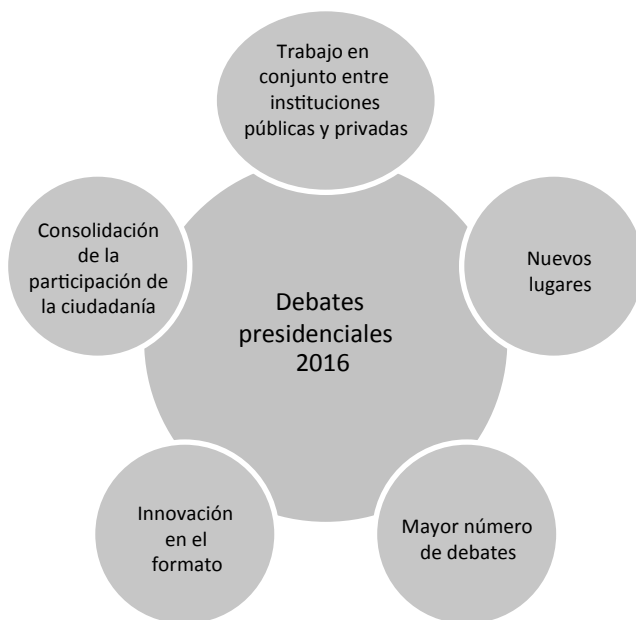 Trabajo en
conjunto entre
instituciones
públicas y privadas
Consolidación
de la
participación de
la ciudadanía
Nuevos
lugares
Debates
presidenciales
2016
Innovación
en el
formato
Mayor número
de debates